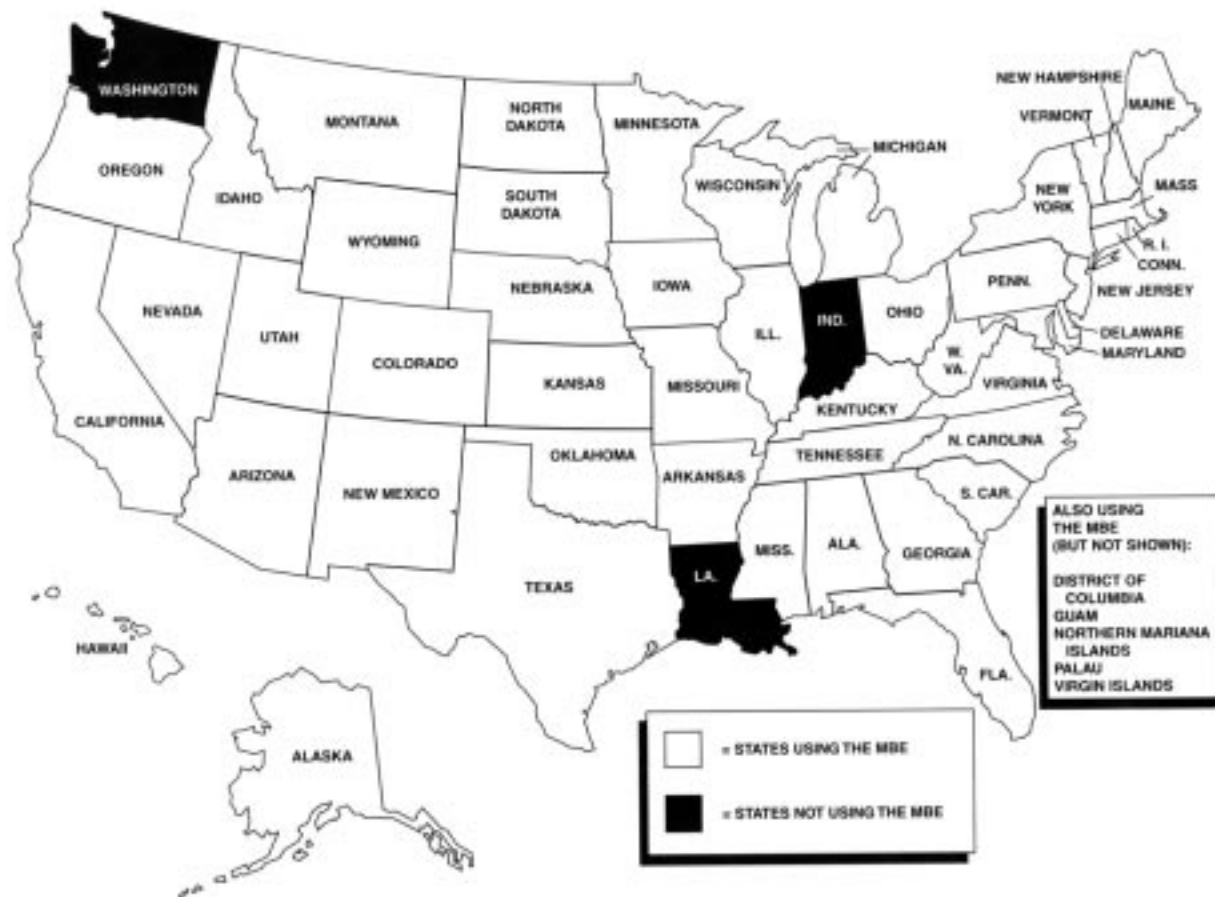 WASHINGTON
MONTANA
NORTH
DAKOTA
MINNESOTA
NEW HAMPSHIRE
MAINE
VERMONT
MICHIGAN
OREGON
IDAHO
SOUTH
DAKOTA
WISCONSIN
NEW
YORK
MASS
WYOMING
R. I.
CONN.
NEVADA
NEBRASKA
IOWA
PENN.
NEW JERSEY
UTAH
COLORADO
ILL.
IND.
OHIO
DELAWARE
MARYLAND
W.
VA.
VIRGINIA
KANSAS
MISSOURI
KENTUCKY
CALIFORNIA
N. CAROLINA
TENNESSEE
ARIZONA
NEW MEXICO
OKLAHOMA
ARKANSAS
S. CAR.
MISS.
ALA.
GEORGIA
TEXAS
LA.
FLA.
HAWAII
ALASKA
ALSO USING
THE MBE
(BUT NOT SHOWN):
DISTRICT OF
COLUMBIA
GUAM
NORTHERN MARIANA
ISLANDS
PALAU
VIRGIN ISLANDS
= STATES USING THE MBE
= STATES NOT USING THE MBE